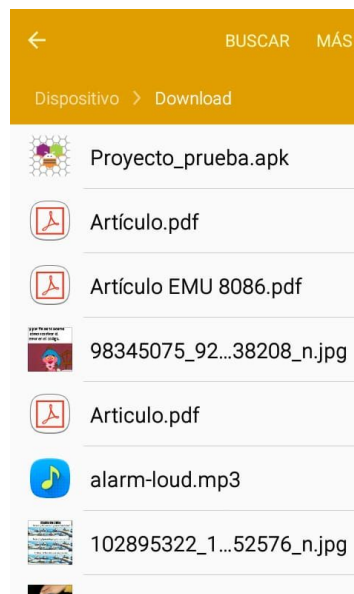 BUSCAR MÁS
Dispositivo > Download
Proyecto_prueba.apk
Artículo.pdf
Artículo EMU 8086.pdf
98345075_92...38208_n.jpg
Articulo.pdf
alarm-loud.mp3
102895322_1...52576_n.jpg